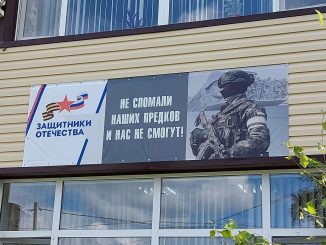 ЗАЩИТНИКИ
ОТЕЧЕСТВА
НЕ СЛОМАЛИ
НАШИХ ПРЕДКОВ
И НАС НЕ СМОГУТ!